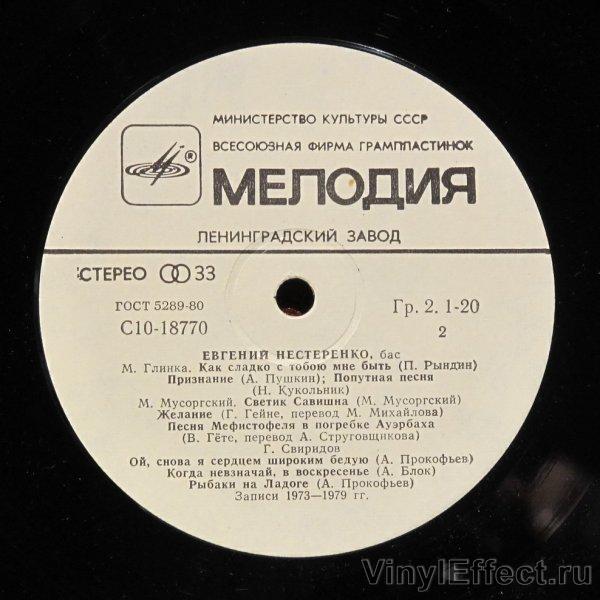 МИНИСТЕРСТВО КУЛЬТУРЫ СССР
ВСЕСОЮЗНАЯ ФИРМА ГРАМПЛАСТИНОК
®
МЕЛОДИЯ
ЛЕНИНГРАДСКИЙ ЗАВОД
СТЕРЕО 33
ГОСТ 5289-80
С10-18770
Гр. 2. 1-20
2
ЕВГЕНИЙ НЕСТЕРЕНКО, бас
М. Глинка. Как сладко с тобою мне быть (П. Рындин)
Признание (А. Пушкин); Попутная песня
(Н. Кукольник)
М. Мусоргский. Светик Савишна (М. Мусоргский)
Желание (Г. Гейне, перевод М. Михайлова)
Песня Мефистофеля в погребке Ауэрбаха
(В. Гёте, перевод А. Струговщикова)
Г. Свиридов
Ой, снова я сердцем широким бедую (А. Прокофьев)
Когда невзначай, в воскресенье (А. Блок)
Рыбаки на Ладоге (А. Прокофьев)
Записи 1973—1979 гг.
VinylEffect.ru